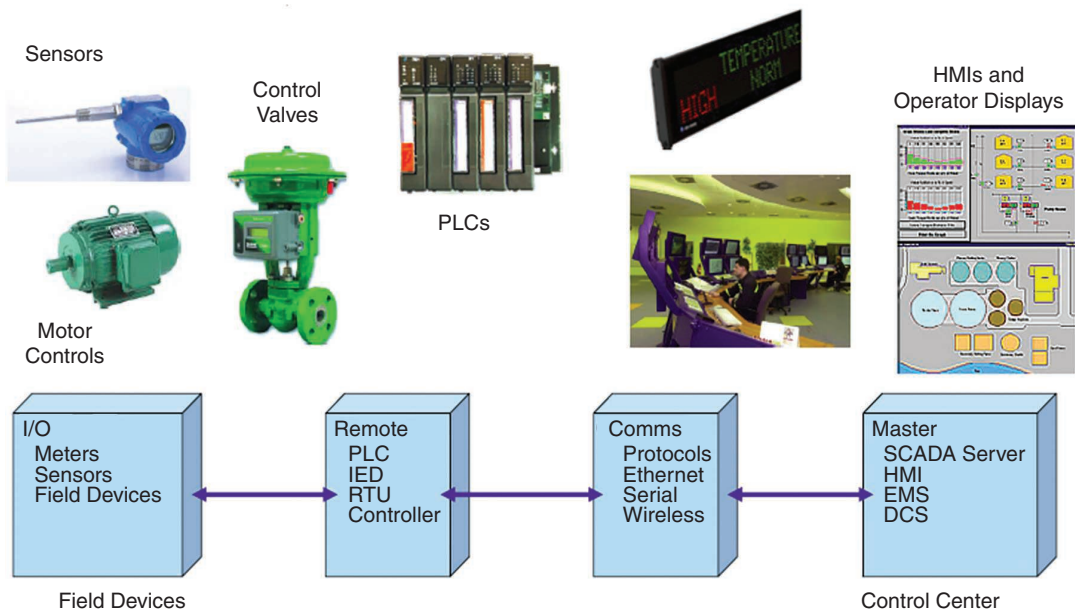 Sensors
Control
Valves
PLCs
TEMPERATURE
HIGH NORM
HMIs and
Operator Displays
Motor
Controls
I/O
Meters
Sensors
Field Devices
Remote
PLC
IED
RTU
Controller
Comms
Protocols
Ethernet
Serial
Wireless
Master
SCADA Server
HMI
EMS
DCS
Field Devices
Control Center